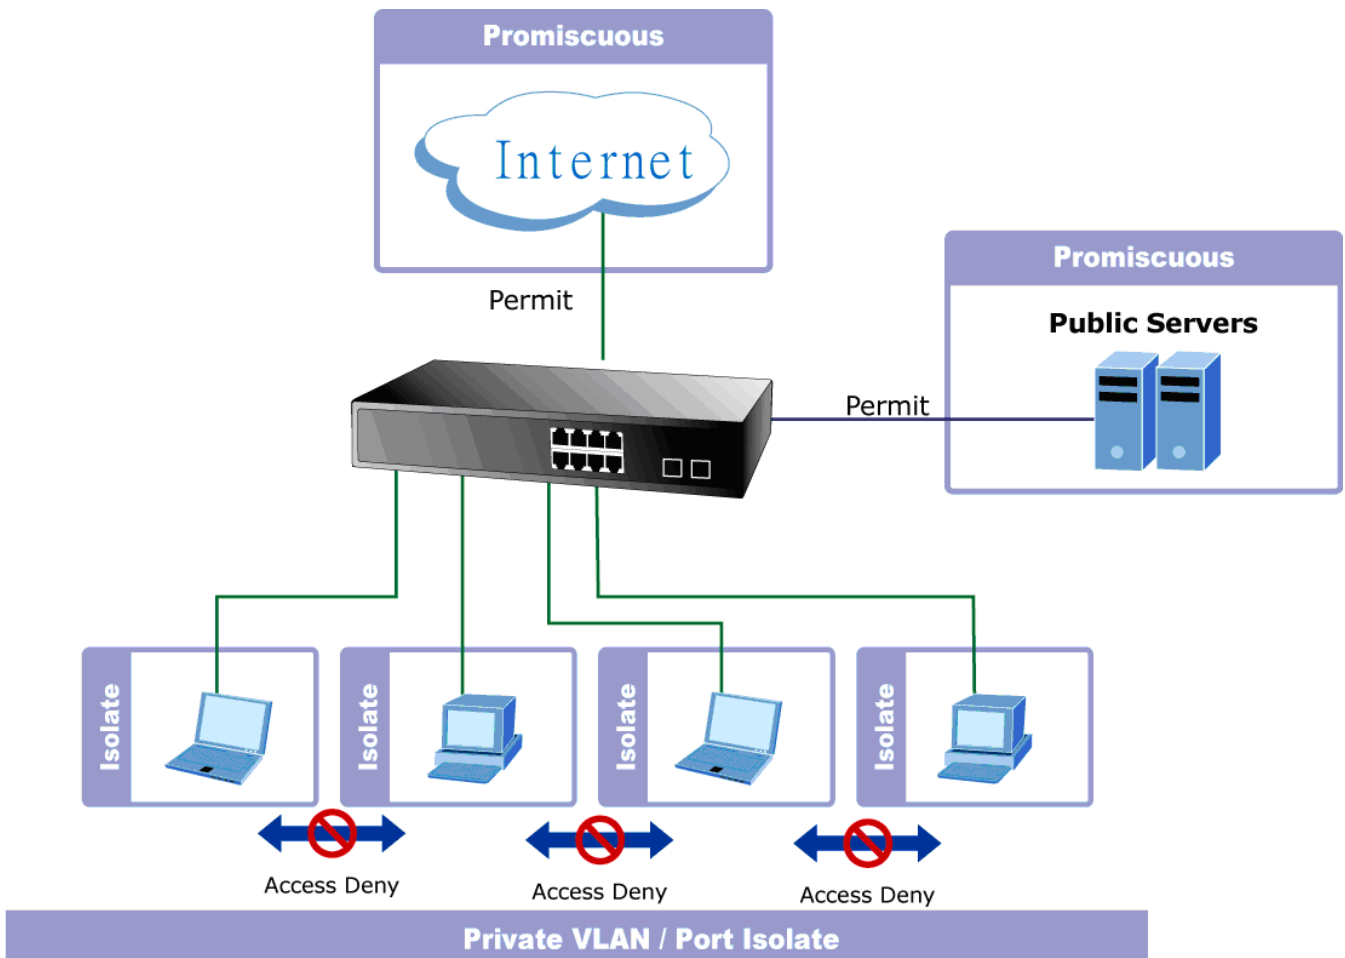 Promiscuous
Internet
Permit
Promiscuous
Public Servers
Permit
Isolate
Isolate
Isolate
Isolate
Access Deny
Access Deny
Access Deny
Private VLAN / Port Isolate